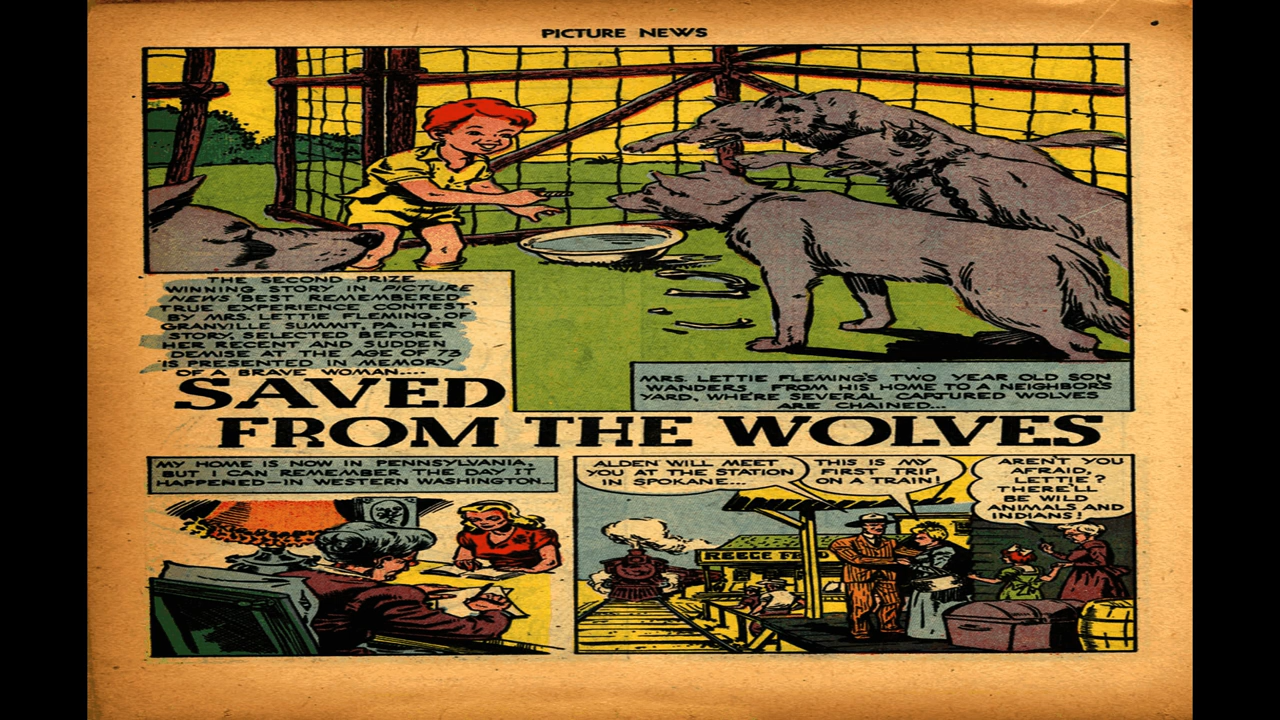 PICTURE NEWS
THE SECOND PRIZE
WINNING STORY IN PICTURE
NEWS 'BEST REMEMBERED
TRUE EXPERIENCE CONTEST,'
BY MRS. LETTIE FLEMING, OF
GRANVILLE SUMMIT, PA. HER
STORY, SELECTED BEFORE
HER RECENT AND SUDDEN
DEMISE AT THE AGE OF 73
IS PRESENTED IN MEMORY
OF A BRAVE WOMAN....
MRS. LETTIE FLEMING'S TWO YEAR OLD SON
WANDERS FROM HIS HOME TO A NEIGHBOR'S
YARD, WHERE SEVERAL CAPTURED WOLVES
ARE CHAINED...
SAVED
FROM THE WOLVES
MY HOME IS NOW IN PENNSYLVANIA,
BUT I CAN REMEMBER THE DAY IT
HAPPENED—IN WESTERN WASHINGTON...
ALDEN WILL MEET
YOU AT THE STATION
IN SPOKANE...
THIS IS MY
FIRST TRIP
ON A TRAIN!
AREN'T YOU
AFRAID,
LETTIE?
THERE'LL
BE WILD
ANIMALS AND
INDIANS!